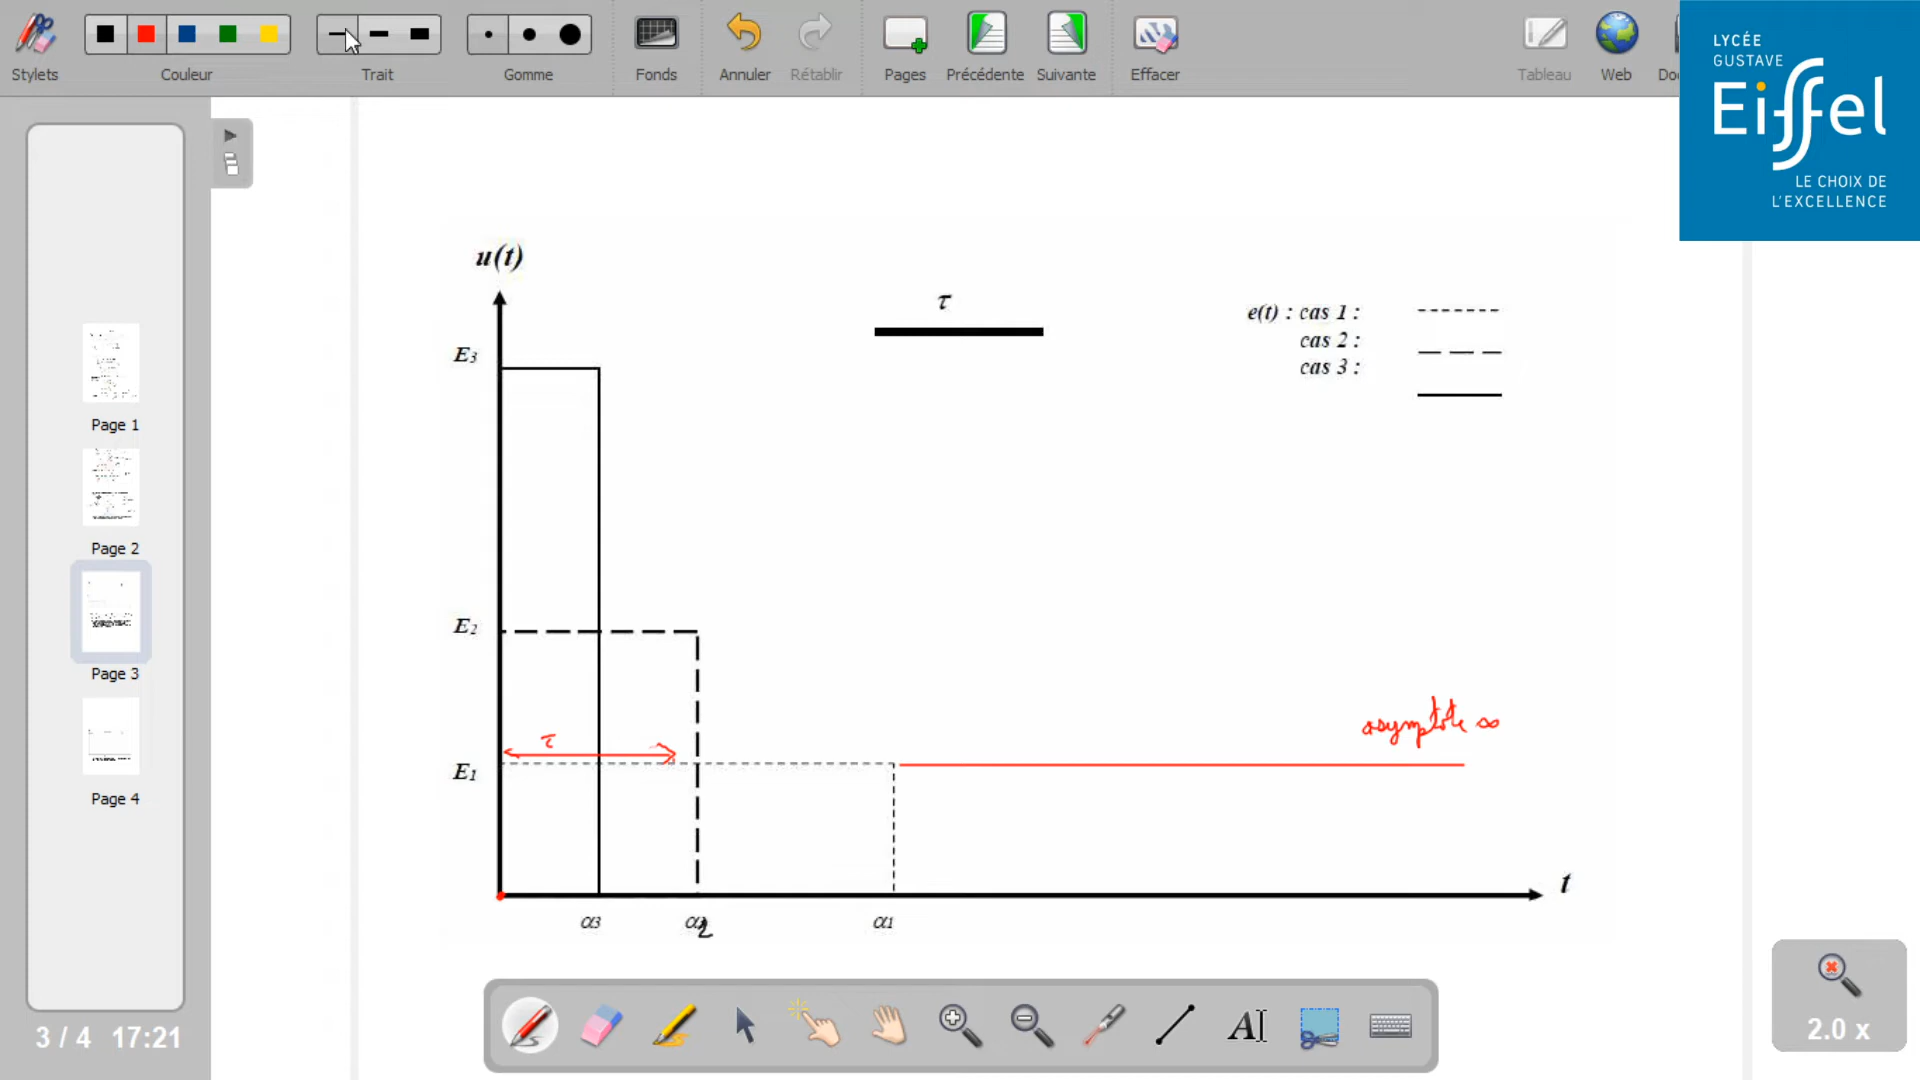 Stylets
Couleur
Trait
Gomme
Fonds
Annuler
Rétablir
Pages
Précédente
Suivante
Effacer
Tableau
Web
LYCÉE
GUSTAVE
Eiffel
LE CHOIX DE
L'EXCELLENCE
Page 1
Page 2
Page 3
Page 4
3 / 4 17:21
u(t)
τ
e(t) : cas 1 :
cas 2 :
cas 3 :
E3
E2
τ
asymptote ∞
E1
t
α3
α2
α1
AI
2.0 x